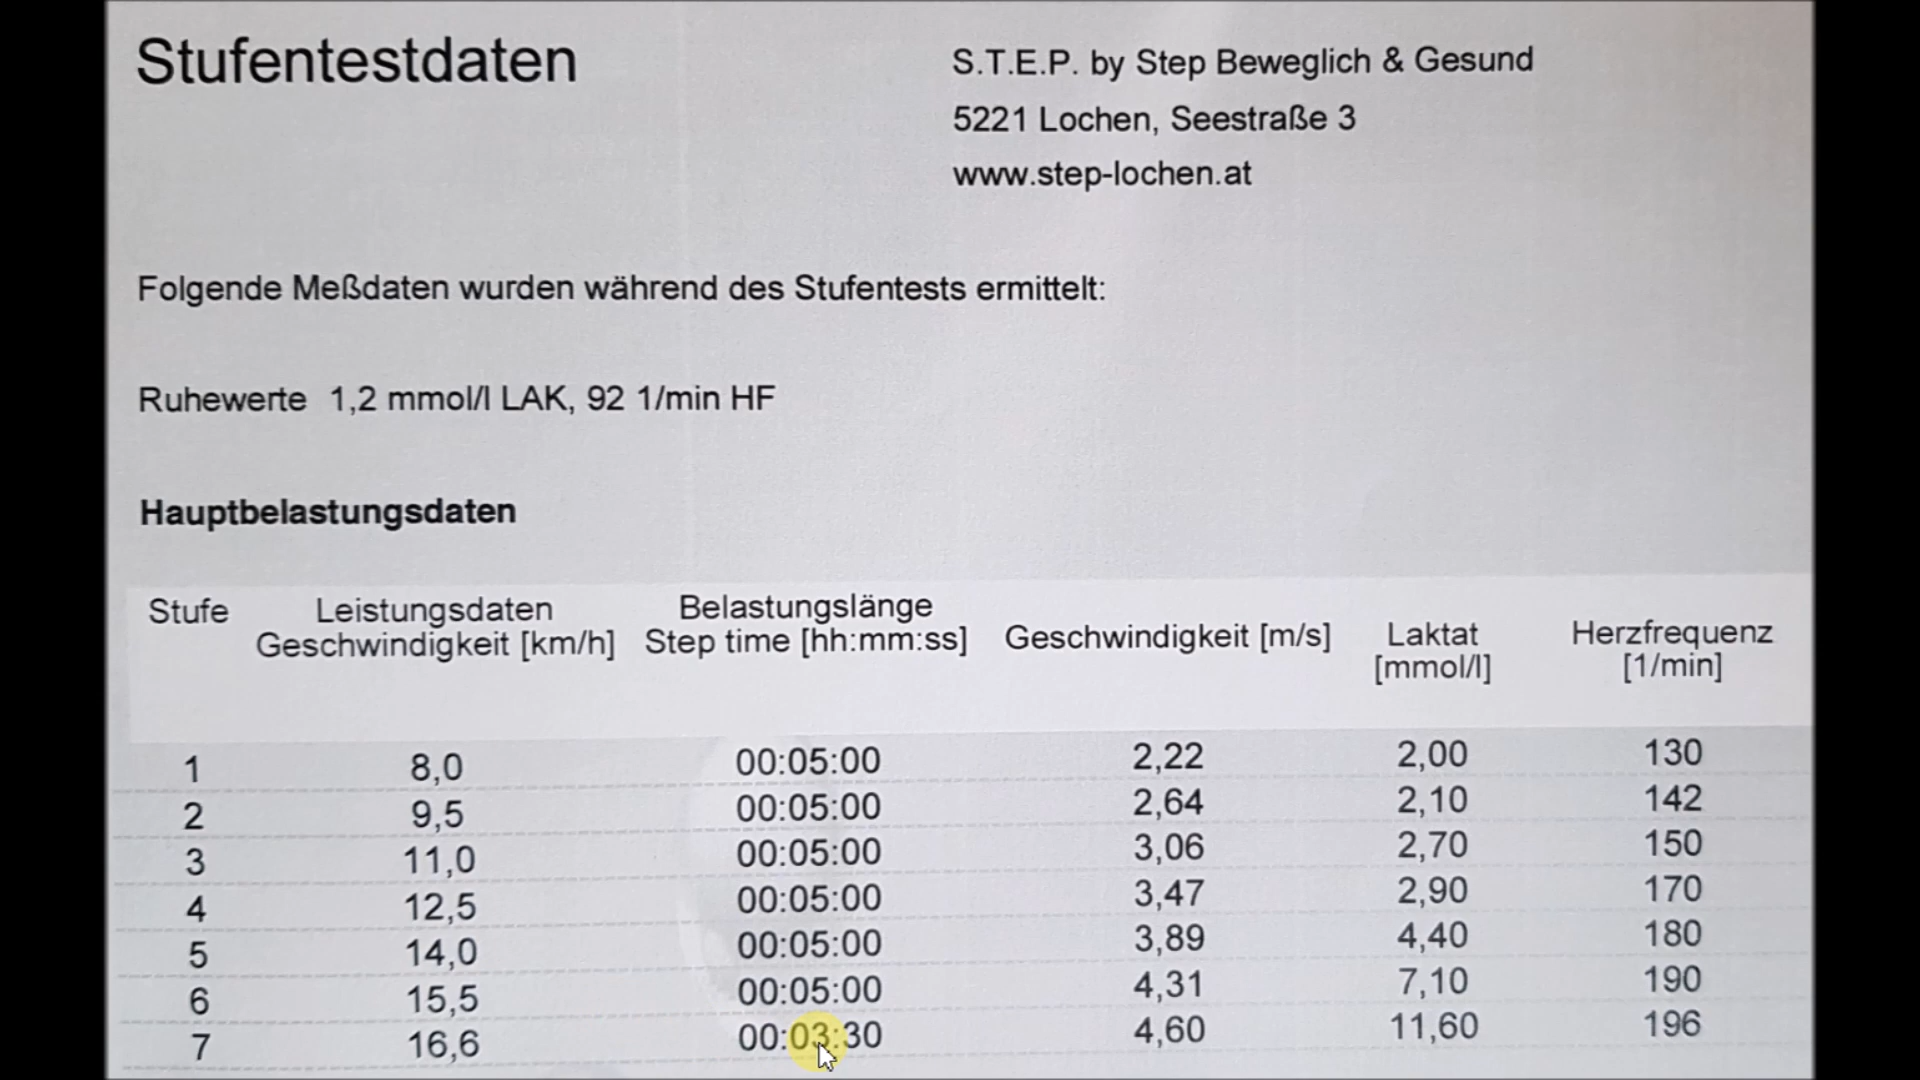 Stufentestdaten
S.T.E.P. by Step Beweglich & Gesund
5221 Lochen, Seestraße 3
www.step-lochen.at
Folgende Meßdaten wurden während des Stufentests ermittelt:
Ruhewerte 1,2 mmol/l LAK, 92 1/min HF
Hauptbelastungsdaten
Stufe Leistungsdaten Geschwindigkeit [km/h] Belastungslänge Step time [hh:mm:ss] Geschwindigkeit [m/s] Laktat [mmol/l] Herzfrequenz [1/min]
1 8,0 00:05:00 2,22 2,00 130
2 9,5 00:05:00 2,64 2,10 142
3 11,0 00:05:00 3,06 2,70 150
4 12,5 00:05:00 3,47 2,90 170
5 14,0 00:05:00 3,89 4,40 180
6 15,5 00:05:00 4,31 7,10 190
7 16,6 00:03:30 4,60 11,60 196